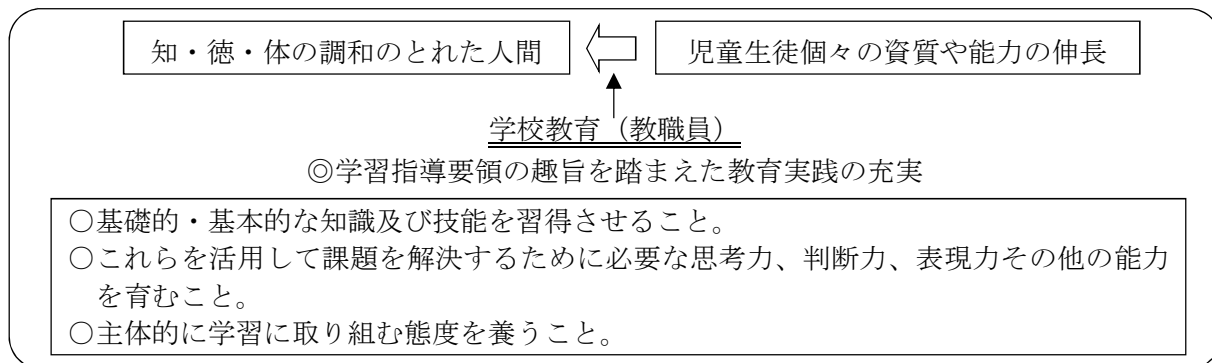 知・徳・体の調和のとれた人間
児童生徒個々の資質や能力の伸長
学校教育（教職員）
◎学習指導要領の趣旨を踏まえた教育実践の充実
○基礎的・基本的な知識及び技能を習得させること。
○これらを活用して課題を解決するために必要な思考力、判断力、表現力その他の能力
を育むこと。
○主体的に学習に取り組む態度を養うこと。